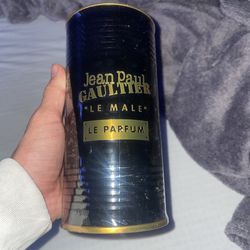 Jean Paul
GAULTIER
"LE MALE"
LE PARFUM